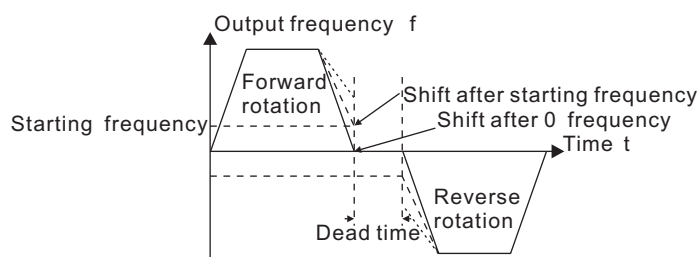 Output frequency f
Forward
rotation
Shift after starting frequency
Starting frequency
Shift after 0 frequency
Time t
Reverse
rotation
Dead time